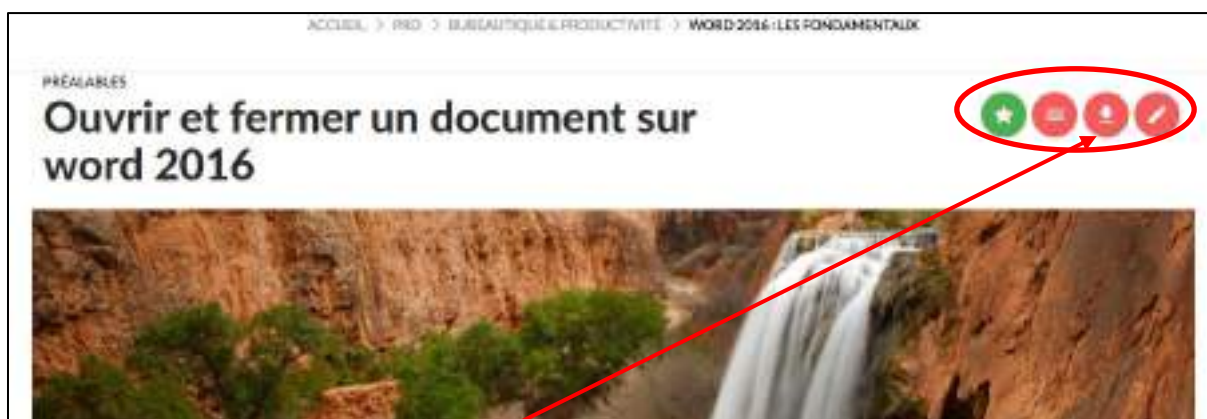 ACCUEIL > PRO > BUREAUTIQUE & PRODUCTIVITÉ > WORD 2016 : LES FONDAMENTAUX
PRÉALABLES
Ouvrir et fermer un document sur
word 2016